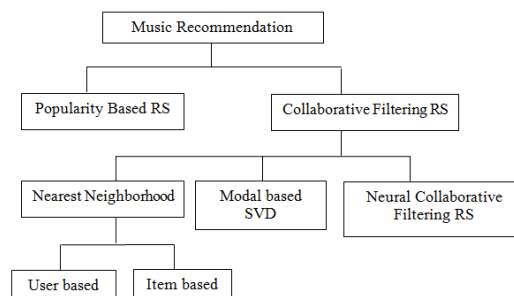 Music Recommendation
Popularity Based RS
Collaborative Filtering RS
Nearest Neighborhood
Modal based
SVD
Neural Collaborative
Filtering RS
User based
Item based